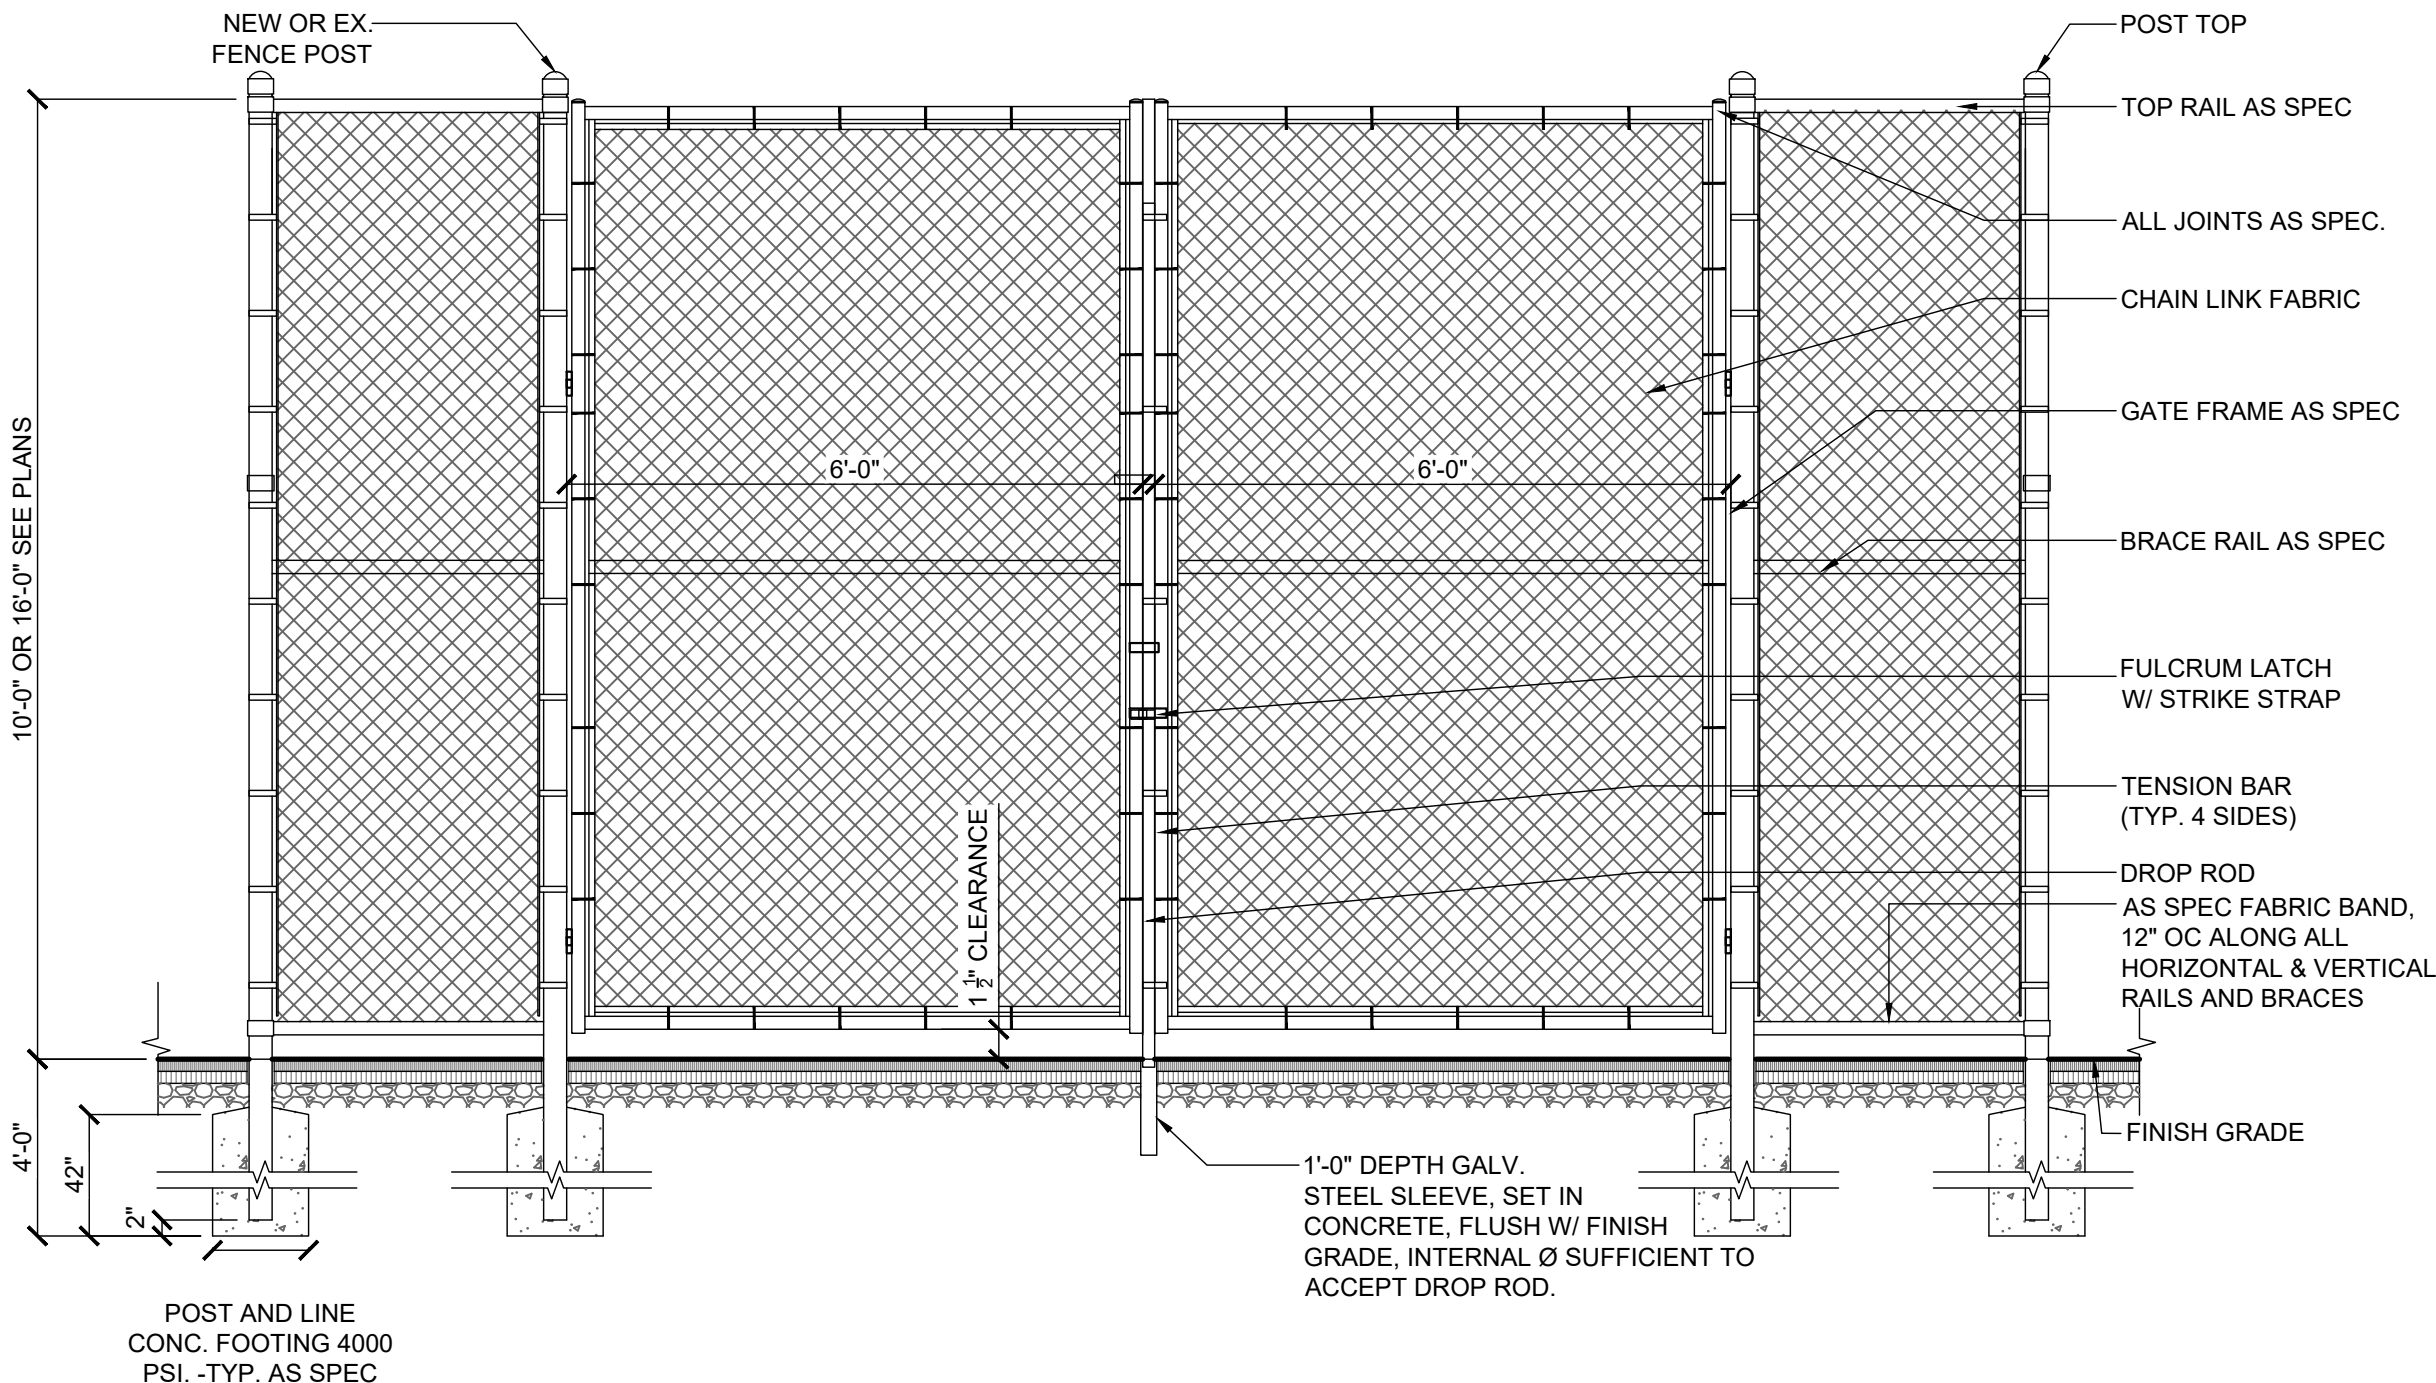 NEW OR EX.
FENCE POST
POST TOP
TOP RAIL AS SPEC
ALL JOINTS AS SPEC.
CHAIN LINK FABRIC
GATE FRAME AS SPEC
10'-0" OR 16'-0" SEE PLANS
6'-0"
6'-0"
BRACE RAIL AS SPEC
FULCRUM LATCH
W/ STRIKE STRAP
TENSION BAR
(TYP. 4 SIDES)
1 1/2" CLEARANCE
DROP ROD
AS SPEC FABRIC BAND,
12" OC ALONG ALL
HORIZONTAL & VERTICAL
RAILS AND BRACES
FINISH GRADE
4'-0"
42"
2"
1'-0" DEPTH GALV.
STEEL SLEEVE, SET IN
CONCRETE, FLUSH W/ FINISH
GRADE, INTERNAL Ø SUFFICIENT TO
ACCEPT DROP ROD.
POST AND LINE
CONC. FOOTING 4000
PSI. -TYP. AS SPEC